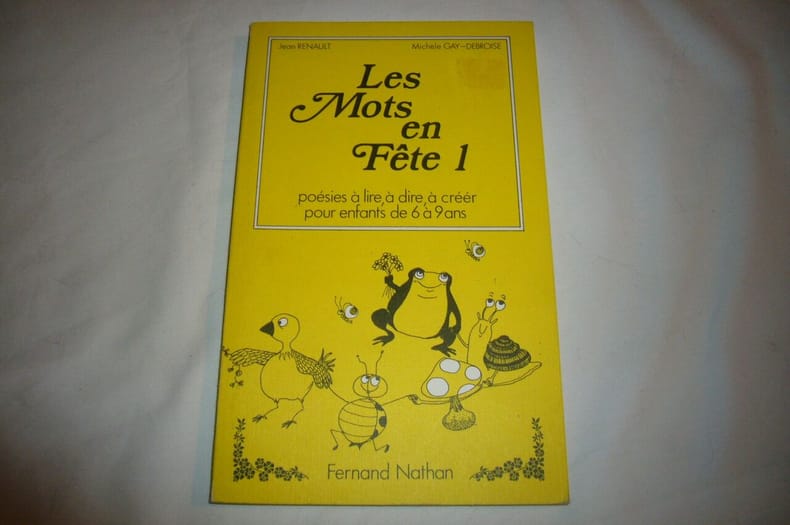 Jean RENAULT
Michèle GAY-DEBROISE
Les
Mots
en
Fête 1
poésies à lire, à dire, à créér
pour enfants de 6 à 9 ans
Fernand Nathan